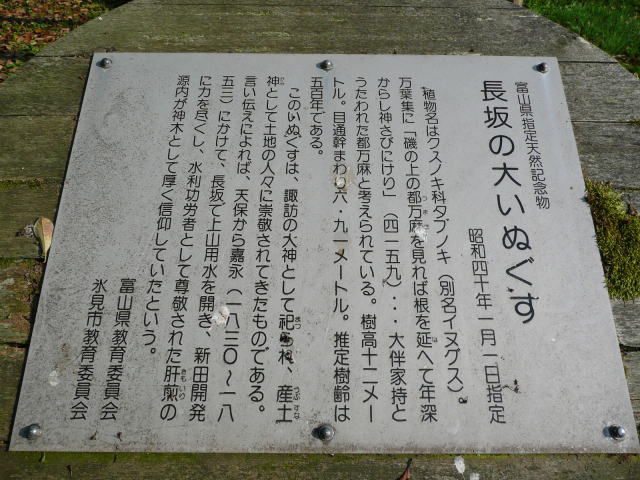 富山県指定天然記念物
長坂の大いぬぐす
昭和四十年一月一日指定
植物名はクスノキ科タブノキ（別名イヌグス）。
万葉集に「磯の上の都万麻を見れば根を延へて年深
からし神さびにけり」（四一五九）・・・大伴家持と
うたわれた都万麻と考えられている。樹高十二メー
トル。目通幹まわり六・九一メートル。推定樹齢は
五百年である。
このいぬぐすは、諏訪の大神として祀られ、産土
神として土地の人々に崇敬されてきたものである。
言い伝えによれば、天保から嘉永（一八三〇〜一八
五三）にかけて、長坂で上山用水を開き、新田開発
に力を尽くし、水利功労者として尊敬された肝煎の
源内が神木として厚く信仰していたという。
富山県教育委員会
氷見市教育委員会